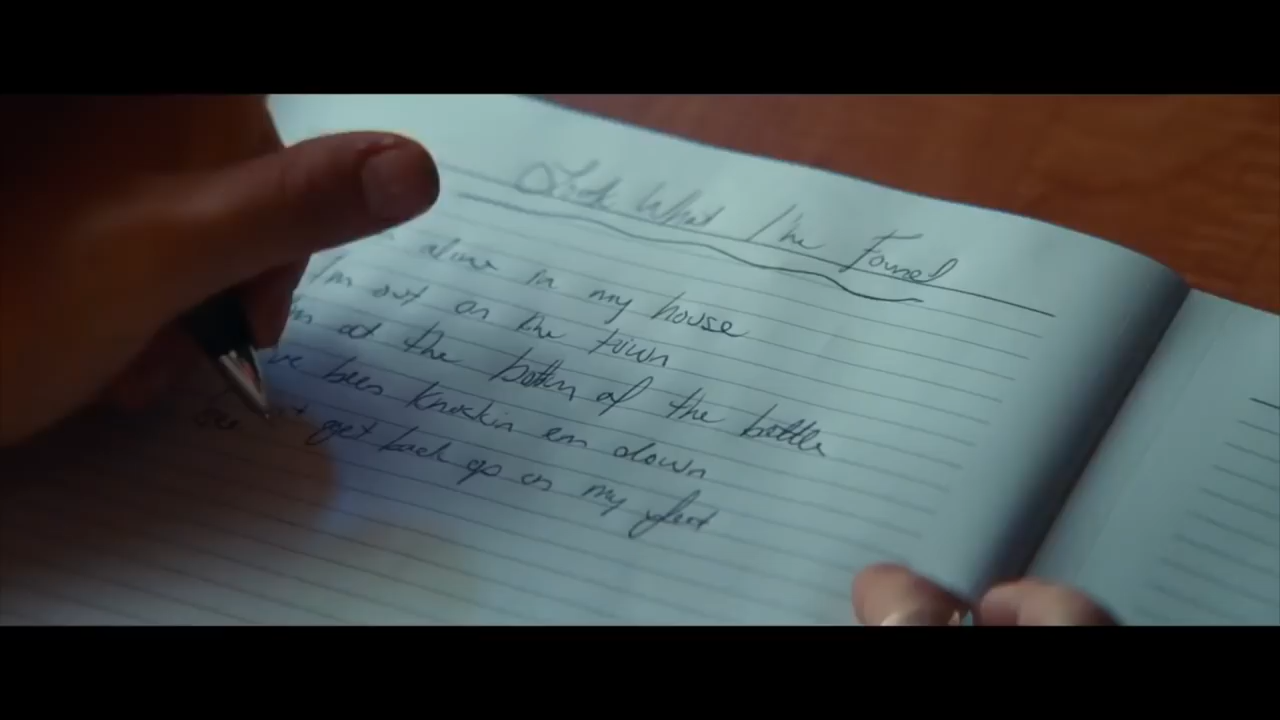 Look What I've Found
alone in my house
I'm out on the town
I'm at the bottom of the bottle
ve been knockin em down
get back up on my feet